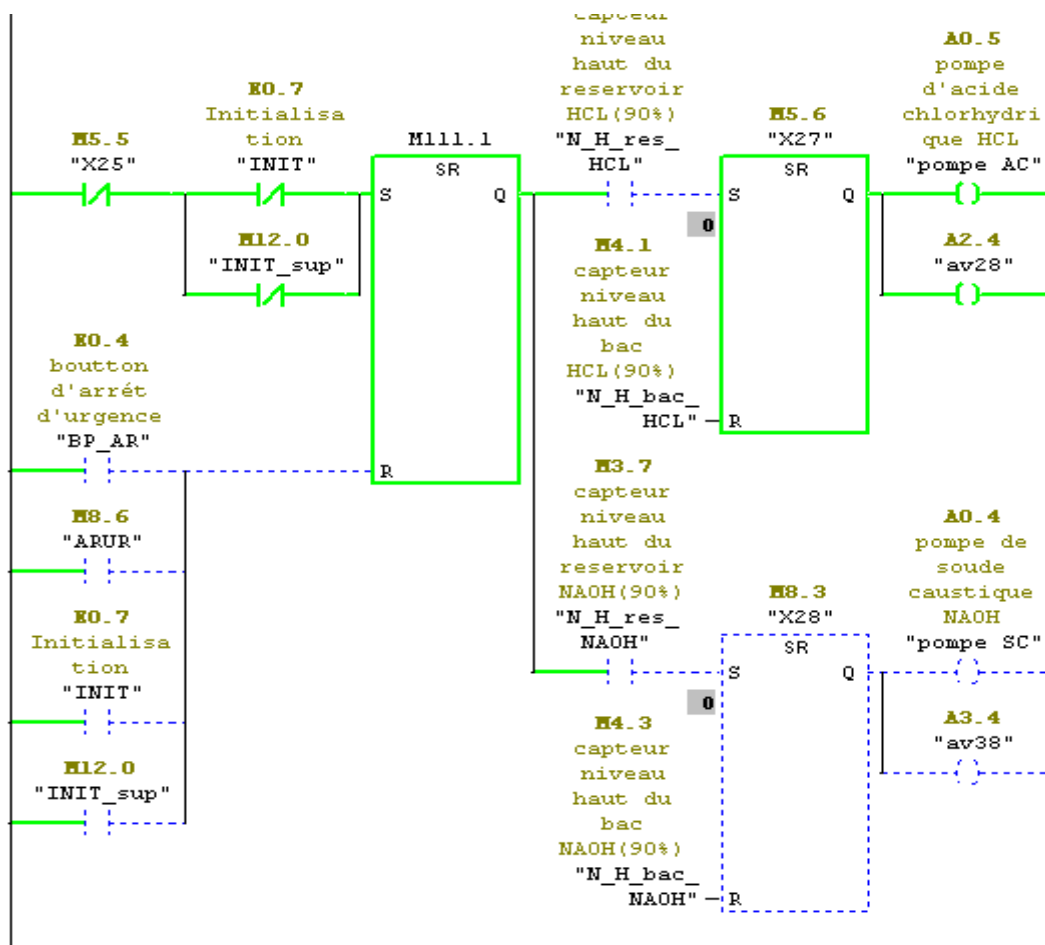 capteur
niveau
haut du
reservoir
HCL(90%)
"N_H_res_
HCL"
A0.5
pompe
d'acide
chlorhydri
que HCL
"pompe AC"
E0.7
Initialisa
tion
"INIT"
M5.5
"X25"
M111.1
SR
S
Q
M5.6
"X27"
SR
S
Q
0
M12.0
"INIT_sup"
M4.1
capteur
niveau
haut du
bac
HCL(90%)
"N_H_bac_
HCL"
R
A2.4
"av28"
E0.4
boutton
d'arrét
d'urgence
"BP_AR"
R
M8.6
"ARUR"
E0.7
Initialisa
tion
"INIT"
M12.0
"INIT_sup"
M3.7
capteur
niveau
haut du
reservoir
NAOH(90%)
"N_H_res_
NAOH"
M8.3
"X28"
SR
S
Q
0
A0.4
pompe de
soude
caustique
NAOH
"pompe SC"
M4.3
capteur
niveau
haut du
bac
NAOH(90%)
"N_H_bac_
NAOH"
R
A3.4
"av38"